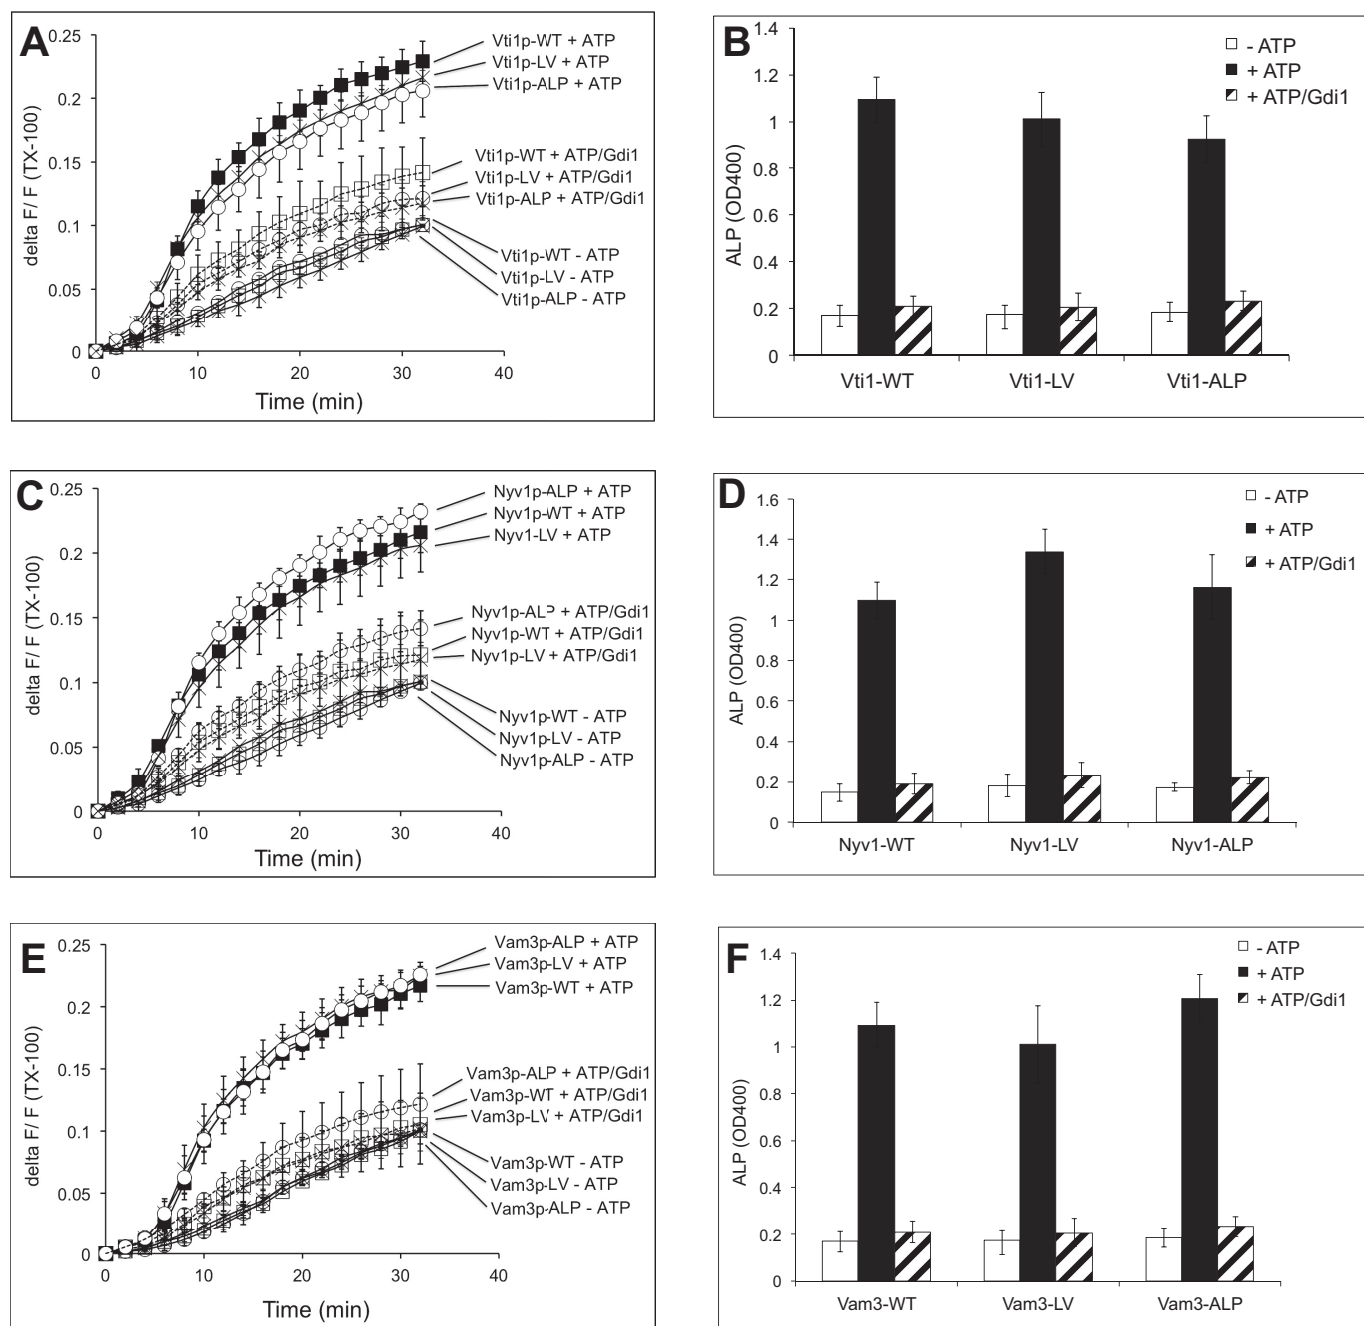 A
0.25
0.2
0.15
0.1
0.05
0
delta F/ F (TX-100)
0 10 20 30 40
Time (min)
Vti1p-WT + ATP
Vti1p-LV + ATP
Vti1p-ALP + ATP
Vti1p-WT + ATP/Gdi1
Vti1p-LV + ATP/Gdi1
Vti1p-ALP + ATP/Gdi1
Vti1p-WT - ATP
Vti1p-LV - ATP
Vti1p-ALP - ATP
B
1.4
1.2
1
0.8
0.6
0.4
0.2
0
ALP (OD400)
- ATP
+ ATP
+ ATP/Gdi1
Vti1-WT Vti1-LV Vti1-ALP
C
0.25
0.2
0.15
0.1
0.05
0
delta F/ F (TX-100)
0 10 20 30 40
Time (min)
Nyv1p-ALP + ATP
Nyv1p-WT + ATP
Nyv1-LV + ATP
Nyv1p-ALP + ATP/Gdi1
Nyv1p-WT + ATP/Gdi1
Nyv1p-LV + ATP/Gdi1
Nyv1p-WT - ATP
Nyv1p-LV - ATP
Nyv1p-ALP - ATP
D
1.6
1.4
1.2
1
0.8
0.6
0.4
0.2
0
ALP (OD400)
- ATP
+ ATP
+ ATP/Gdi1
Nyv1-WT Nyv1-LV Nyv1-ALP
E
0.25
0.2
0.15
0.1
0.05
0
delta F/ F (TX-100)
0 10 20 30 40
Time (min)
Vam3p-ALP + ATP
Vam3p-LV + ATP
Vam3p-WT + ATP
Vam3p-ALP + ATP/Gdi1
Vam3p-WT + ATP/Gdi1
Vam3p-LV + ATP/Gdi1
Vam3p-WT - ATP
Vam3p-LV - ATP
Vam3p-ALP - ATP
F
1.4
1.2
1
0.8
0.6
0.4
0.2
0
ALP (OD400)
- ATP
+ ATP
+ ATP/Gdi1
Vam3-WT Vam3-LV Vam3-ALP